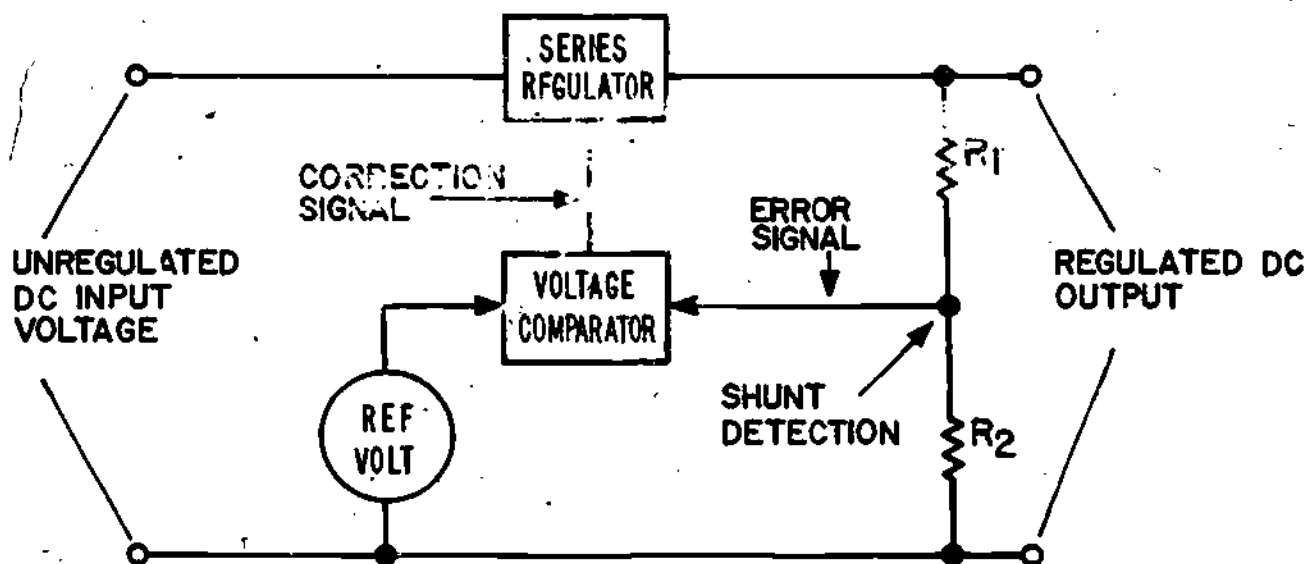 SERIES
REGULATOR
R1
CORRECTION
SIGNAL
ERROR
SIGNAL
UNREGULATED
DC INPUT
VOLTAGE
VOLTAGE
COMPARATOR
REGULATED DC
OUTPUT
REF
VOLT
SHUNT
DETECTION
R2